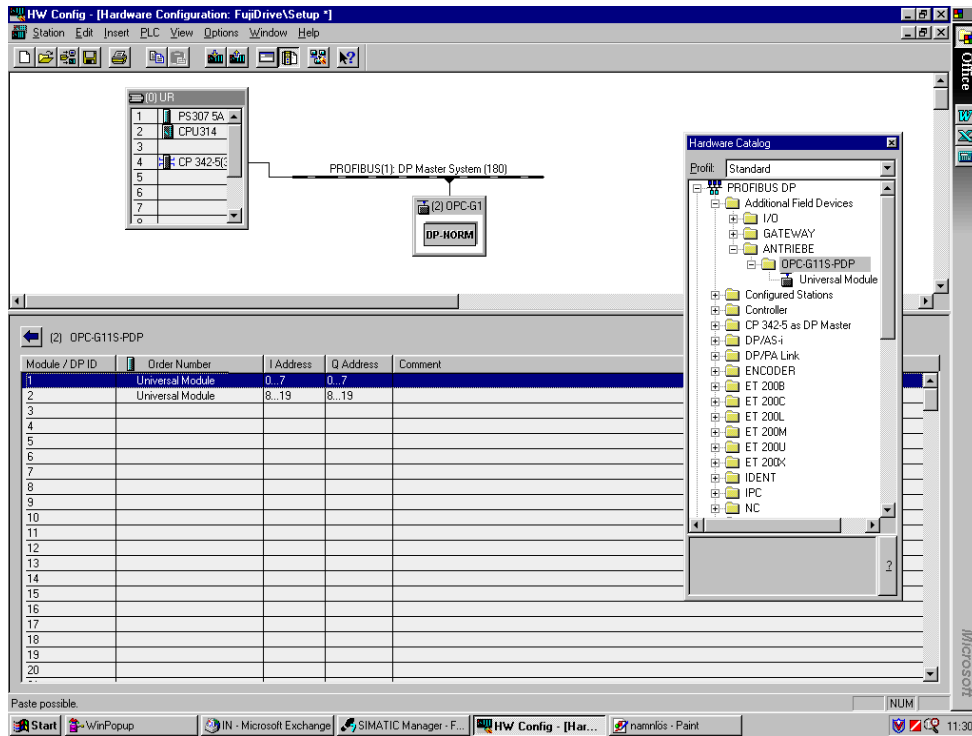 HW Config - [Hardware Configuration: FujiDrive\Setup *]
Station Edit Insert PLC View Options Window Help
Office
(0) UR
1 PS307 5A
2 CPU314
3
4 CP 342-5(3
5
6
7
PROFIBUS(1): DP Master System (180)
(2) OPC-G1
DP-NORM
Hardware Catalog
Profil: Standard
PROFIBUS DP
Additional Field Devices
I/O
GATEWAY
ANTRIEBE
OPC-G11S-PDP
Universal Module
Configured Stations
Controller
CP 342-5 as DP Master
DP/AS-i
DP/PA Link
ENCODER
ET 200B
ET 200C
ET 200L
ET 200M
ET 200U
ET 200X
IDENT
IPC
NC
?
(2) OPC-G11S-PDP
Module / DP ID Order Number I Address Q Address Comment
1 Universal Module 0...7 0...7
2 Universal Module 8...19 8...19
3
4
5
6
7
8
9
10
11
12
13
14
15
16
17
18
19
20
Microsoft
Paste possible. NUM
Start WinPopup IN - Microsoft Exchange SIMATIC Manager - F... HW Config - [Har... namnlös - Paint 11:30